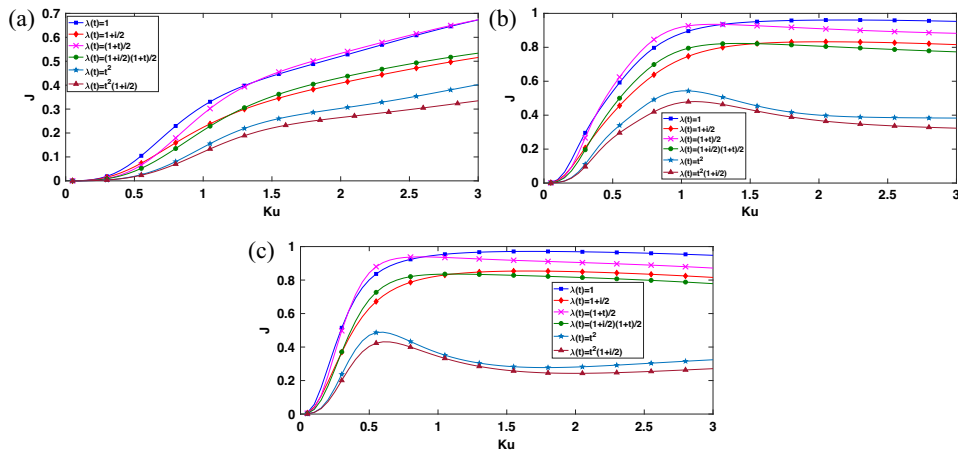 (a)
0.7
0.6
0.5
0.4
0.3
0.2
0.1
0
J
λ(t)=1
λ(t)=1+i/2
λ(t)=(1+t)/2
λ(t)=(1+i/2)(1+t)/2
λ(t)=t²
λ(t)=t²(1+i/2)
0 0.5 1 1.5 2 2.5 3
Ku
(b)
1
0.8
0.6
0.4
0.2
0
J
λ(t)=1
λ(t)=1+i/2
λ(t)=(1+t)/2
λ(t)=(1+i/2)(1+t)/2
λ(t)=t²
λ(t)=t²(1+i/2)
0 0.5 1 1.5 2 2.5 3
Ku
(c)
1
0.8
0.6
0.4
0.2
0
J
λ(t)=1
λ(t)=1+i/2
λ(t)=(1+t)/2
λ(t)=(1+i/2)(1+t)/2
λ(t)=t²
λ(t)=t²(1+i/2)
0 0.5 1 1.5 2 2.5 3
Ku